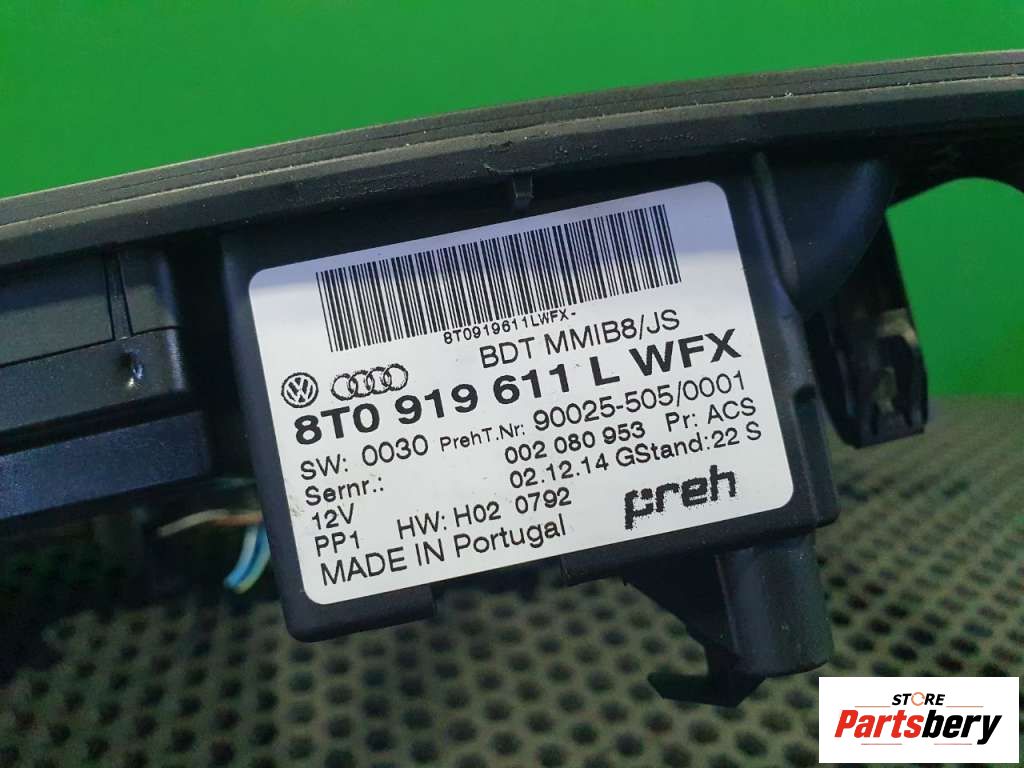 8T0919611LWFX-
BDT MMIB8/JS
8T0 919 611 L WFX
SW: 0030 PrehT.Nr: 90025-505/0001
Sernr.: 002 080 953 Pr: ACS
12V 02.12.14 GStand:22 S
PP1 HW: H02 0792 preh
MADE IN Portugal
STORE
Partsbery